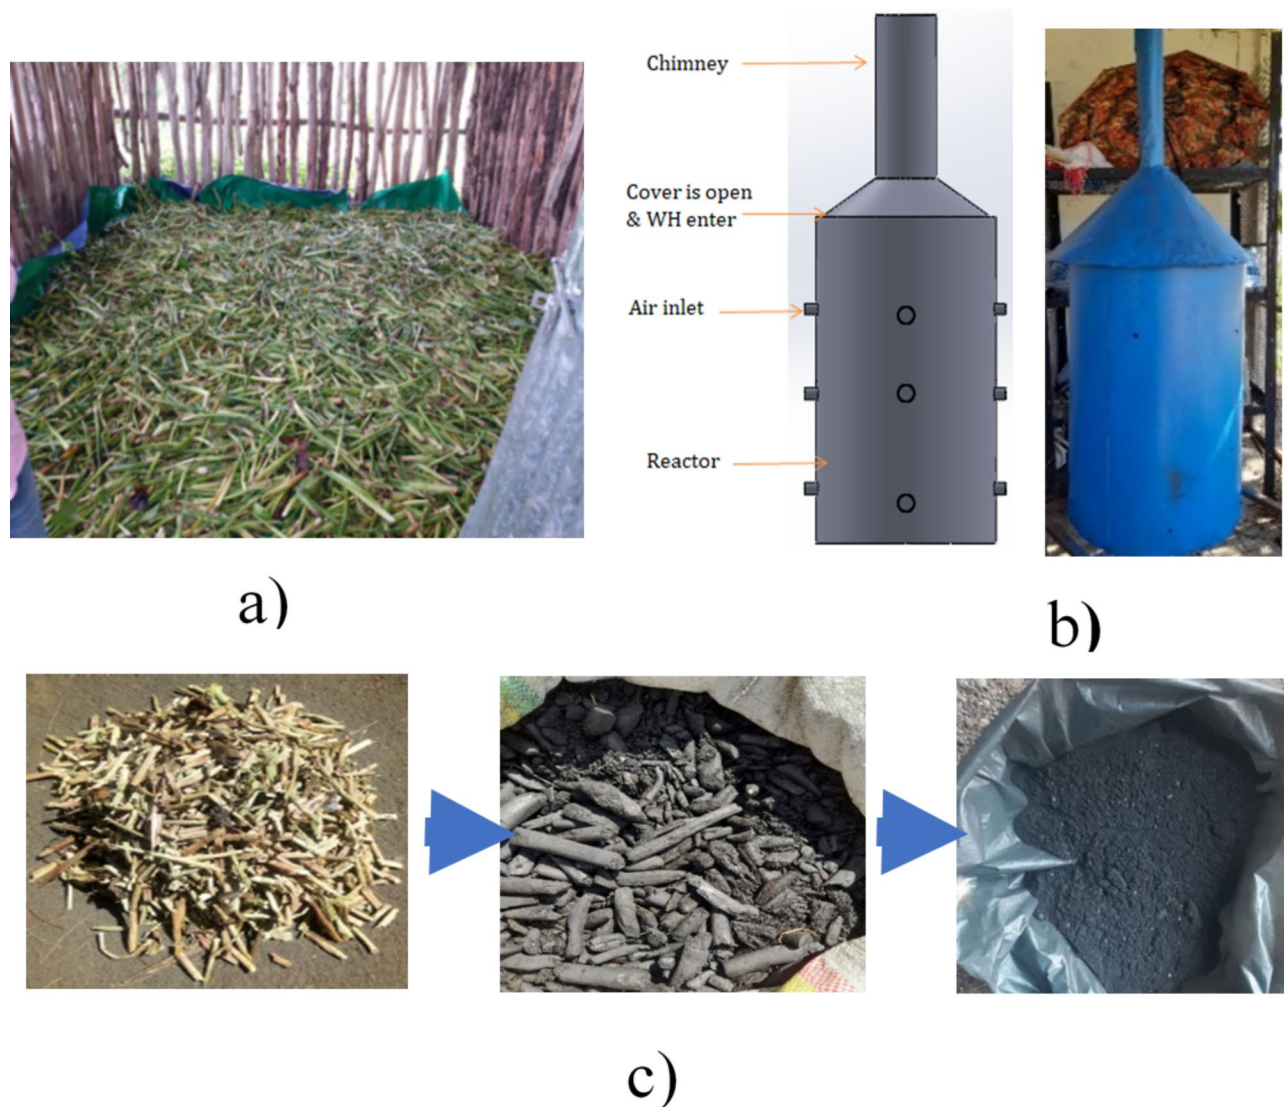 Chimney
Cover is open
& WH enter
Air inlet
Reactor
a)
b)
c)